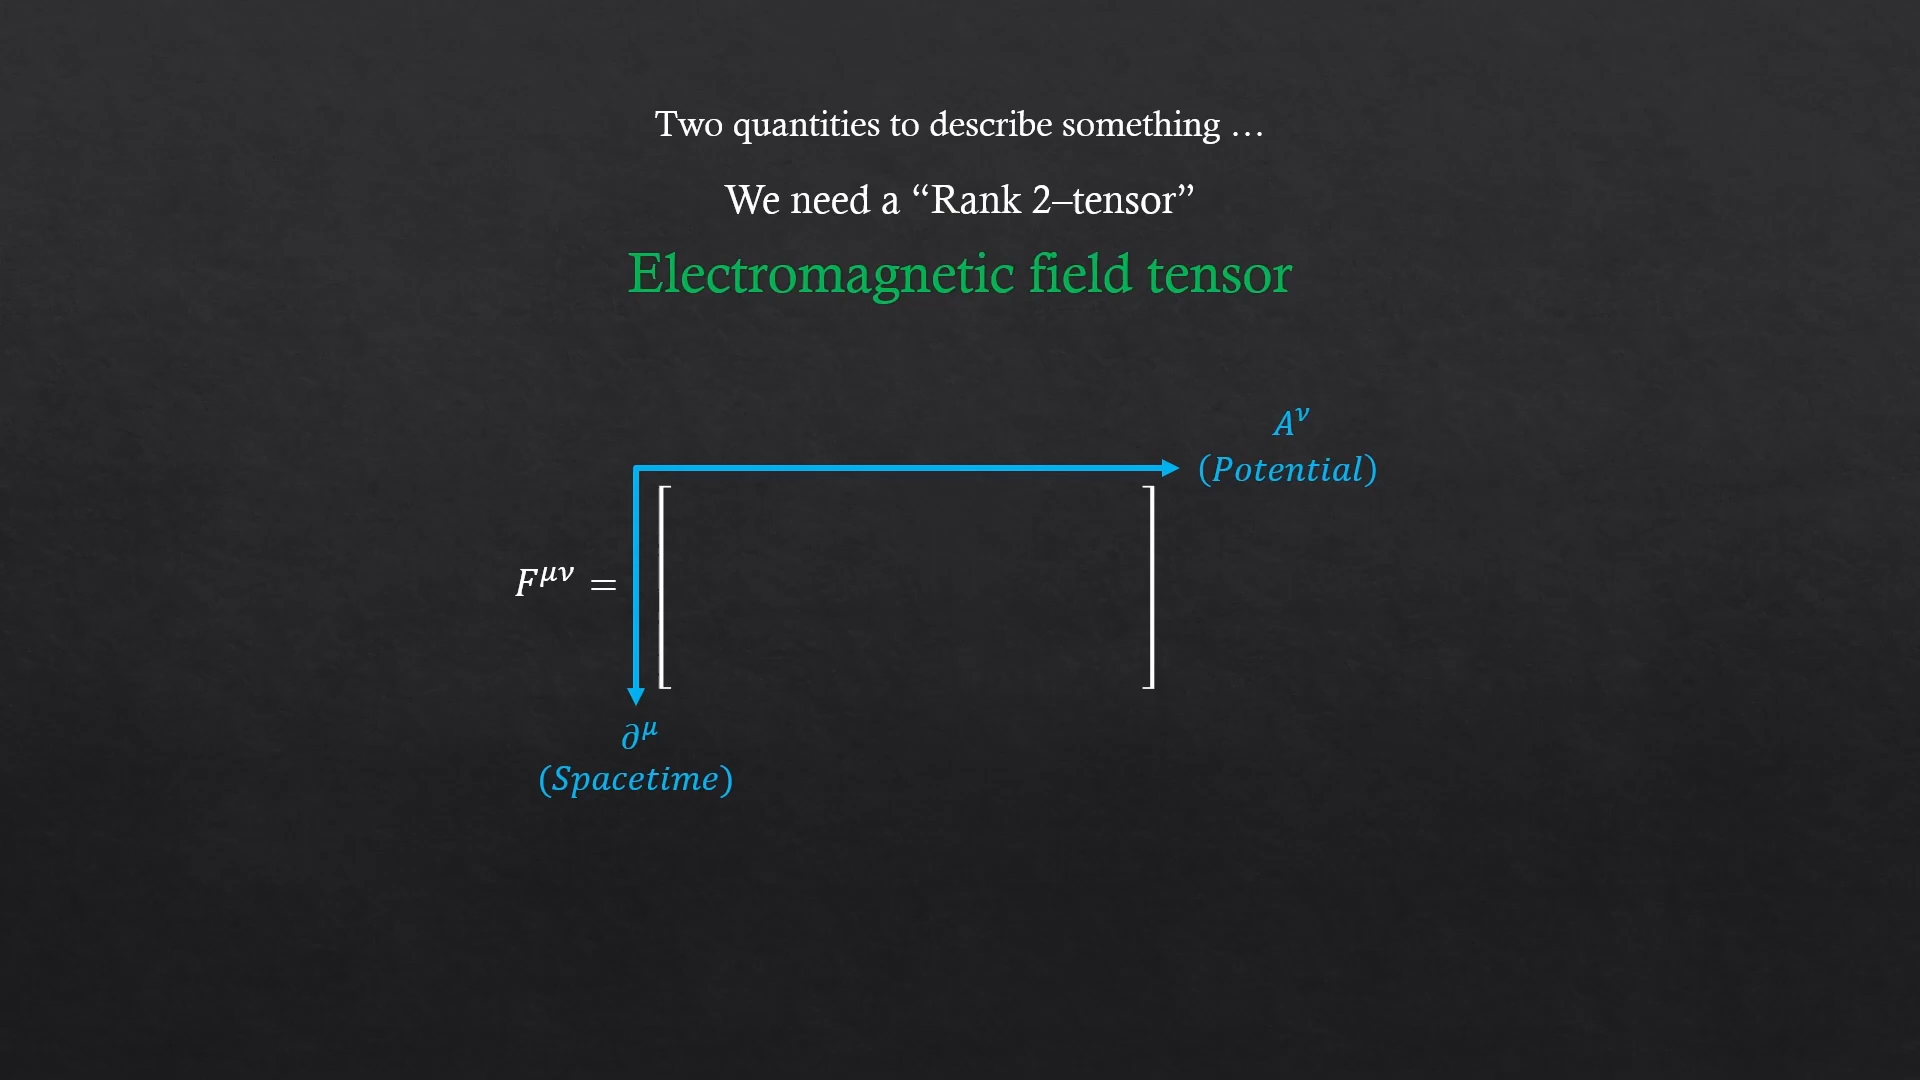 Two quantities to describe something …
We need a “Rank 2–tensor”
Electromagnetic field tensor
A^ν
(Potential)
F^{μν} =
∂^μ
(Spacetime)